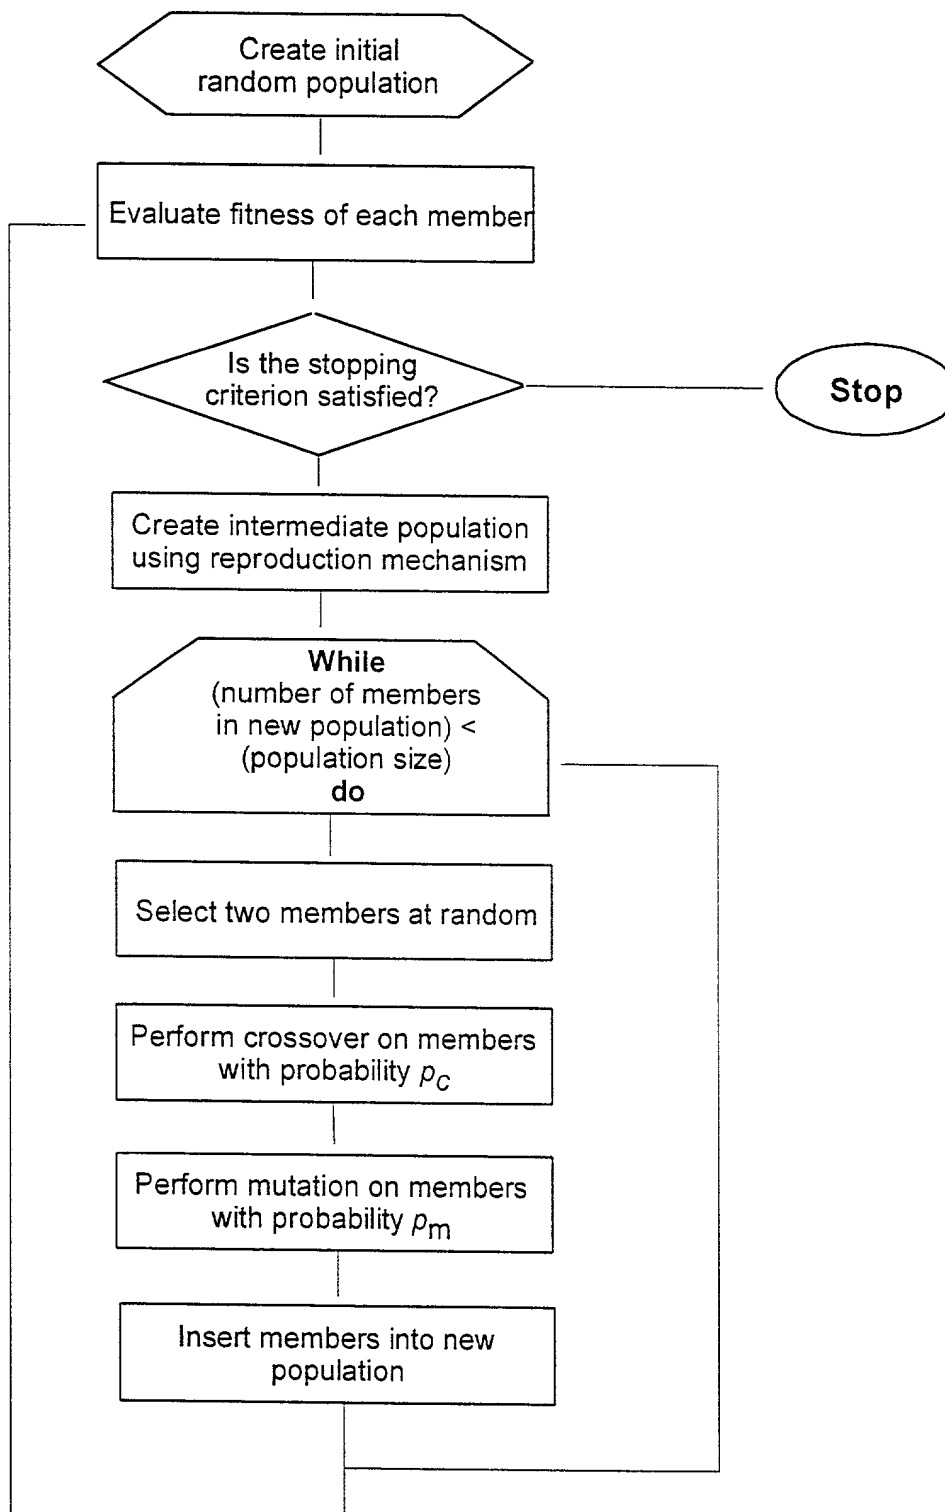 Create initial
random population
Evaluate fitness of each member
Is the stopping
criterion satisfied?
Stop
Create intermediate population
using reproduction mechanism
While
(number of members
in new population) <
(population size)
do
Select two members at random
Perform crossover on members
with probability pc
Perform mutation on members
with probability pm
Insert members into new
population